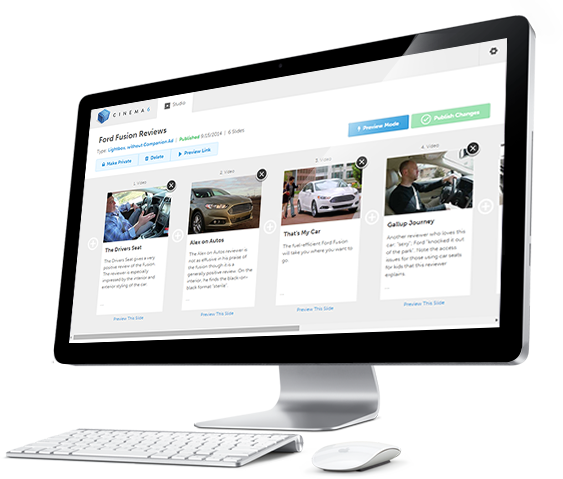 CINEMA6
Studio
Ford Fusion Reviews
Type: Lightbox, without Companion Ad | Published 9/15/2014 | 6 Slides
Make Private
Delete
Preview Link
Preview Mode
Publish Changes
1. Video
The Drivers Seat
The Drivers Seat gives a very
positive review of the Fusion.
The reviewer is especially
impressed by the interior and
exterior styling of the car.
...
Preview This Slide
2. Video
Alex on Autos
The Alex on Autos reviewer is
not as effusive in his praise of
the fusion though it is a
generally positive review. On the
interior, he finds the black-on-
black format "sterile".
...
Preview This Slide
3. Video
That's My Car
The fuel-efficient Ford Fusion
will take you where you want to
go.
...
Preview This Slide
4. Video
Gallup Journey
Another reviewer who loves this
car: "sexy", Ford "knocked it out
of the park". Note the access
issues for those using car seats
for kids that this reviewer
explains.
...
Preview This Slide